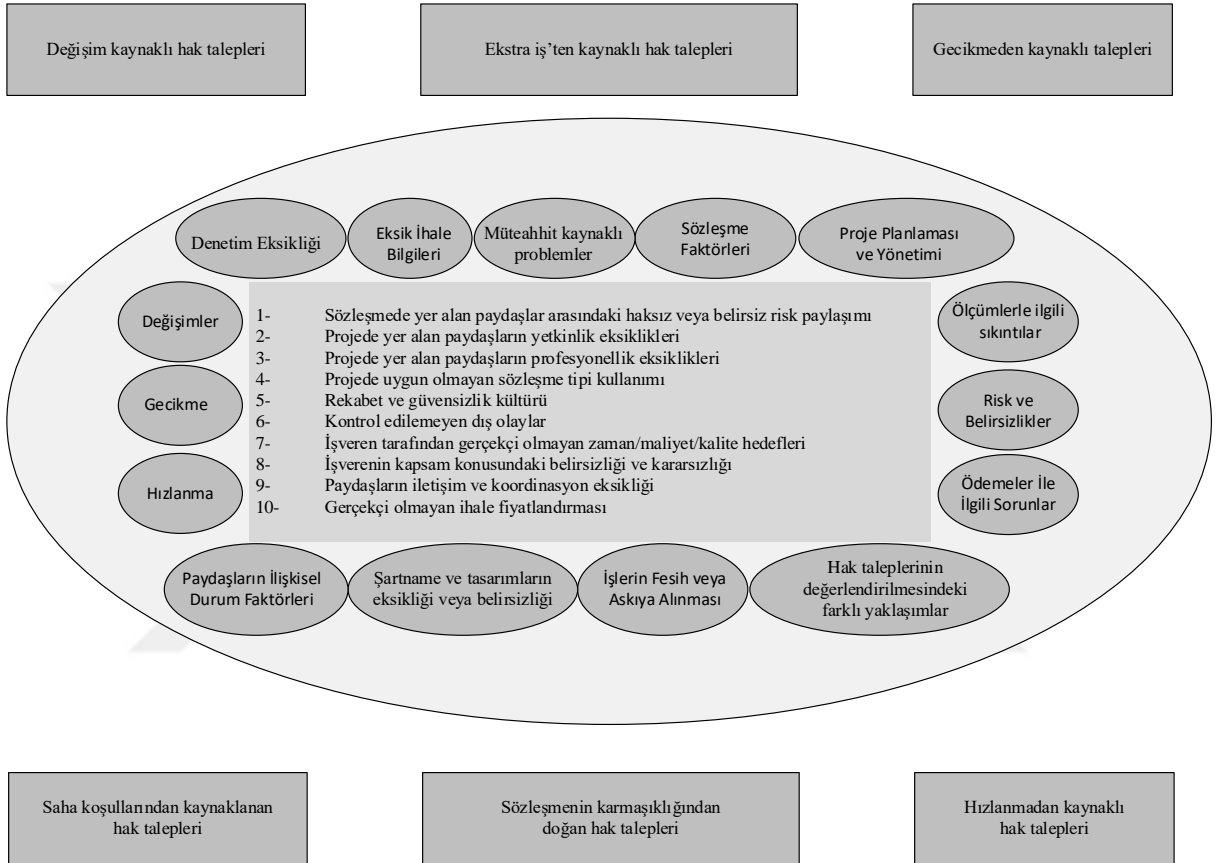 Değişim kaynaklı hak talepleri
Ekstra iş’ten kaynaklı hak talepleri
Gecikmeden kaynaklı talepleri
Denetim Eksikliği
Eksik İhale
Bilgileri
Müteahhit kaynaklı
problemler
Sözleşme
Faktörleri
Proje Planlaması
ve Yönetimi
Değişimler
Gecikme
Hızlanma
1- Sözleşmede yer alan paydaşlar arasındaki haksız veya belirsiz risk paylaşımı
2- Projede yer alan paydaşların yetkinlik eksiklikleri
3- Projede yer alan paydaşların profesyonellik eksiklikleri
4- Projede uygun olmayan sözleşme tipi kullanımı
5- Rekabet ve güvensizlik kültürü
6- Kontrol edilemeyen dış olaylar
7- İşveren tarafından gerçekçi olmayan zaman/maliyet/kalite hedefleri
8- İşverenin kapsam konusundaki belirsizliği ve kararsızlığı
9- Paydaşların iletişim ve koordinasyon eksikliği
10- Gerçekçi olmayan ihale fiyatlandırması
Ölçümlerle ilgili
sıkıntılar
Risk ve
Belirsizlikler
Ödemeler İle
İlgili Sorunlar
Paydaşların İlişkisel
Durum Faktörleri
Şartname ve tasarımların
eksikliği veya belirsizliği
İşlerin Fesih veya
Askıya Alınması
Hak taleplerinin
değerlendirilmesindeki
farklı yaklaşımlar
Saha koşullarından kaynaklanan
hak talepleri
Sözleşmenin karmaşıklığından
doğan hak talepleri
Hızlanmadan kaynaklı
hak talepleri